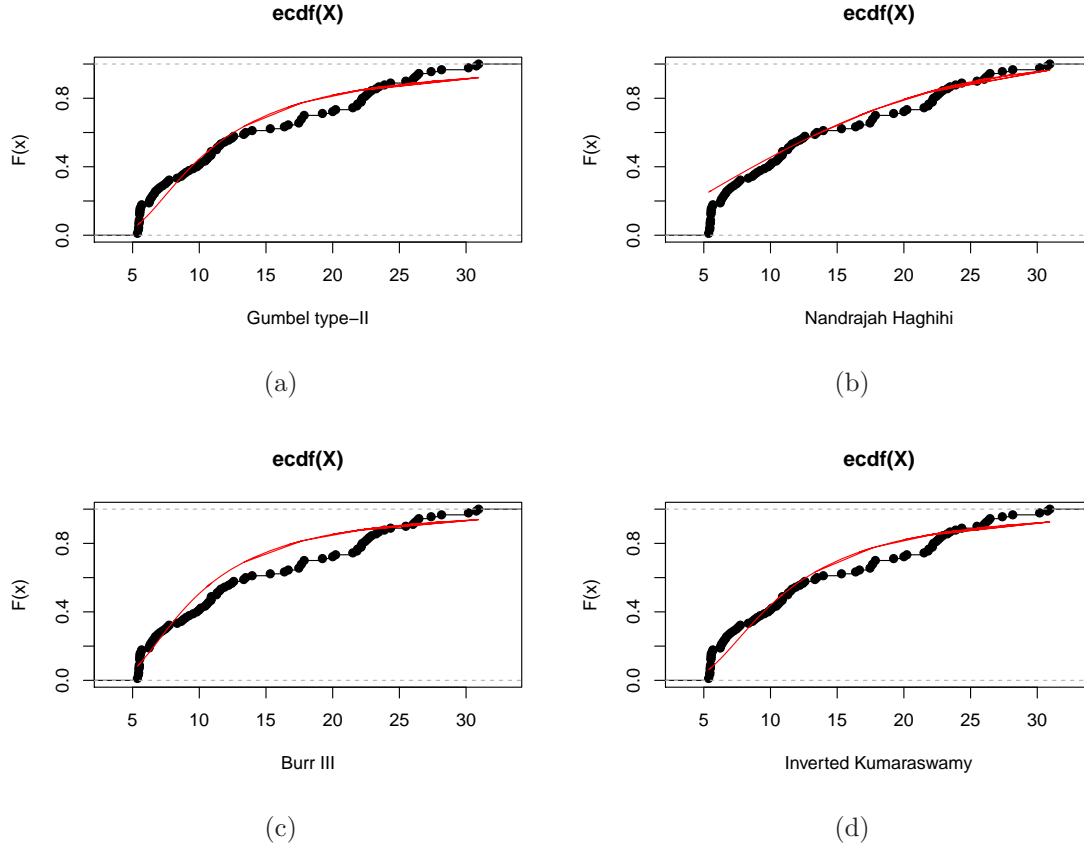 ecdf(X)
F(x)
0.0 0.4 0.8
5 10 15 20 25 30
Gumbel type−II
(a)
ecdf(X)
F(x)
0.0 0.4 0.8
5 10 15 20 25 30
Nandrajah Haghihi
(b)
ecdf(X)
F(x)
0.0 0.4 0.8
5 10 15 20 25 30
Burr III
(c)
ecdf(X)
F(x)
0.0 0.4 0.8
5 10 15 20 25 30
Inverted Kumaraswamy
(d)